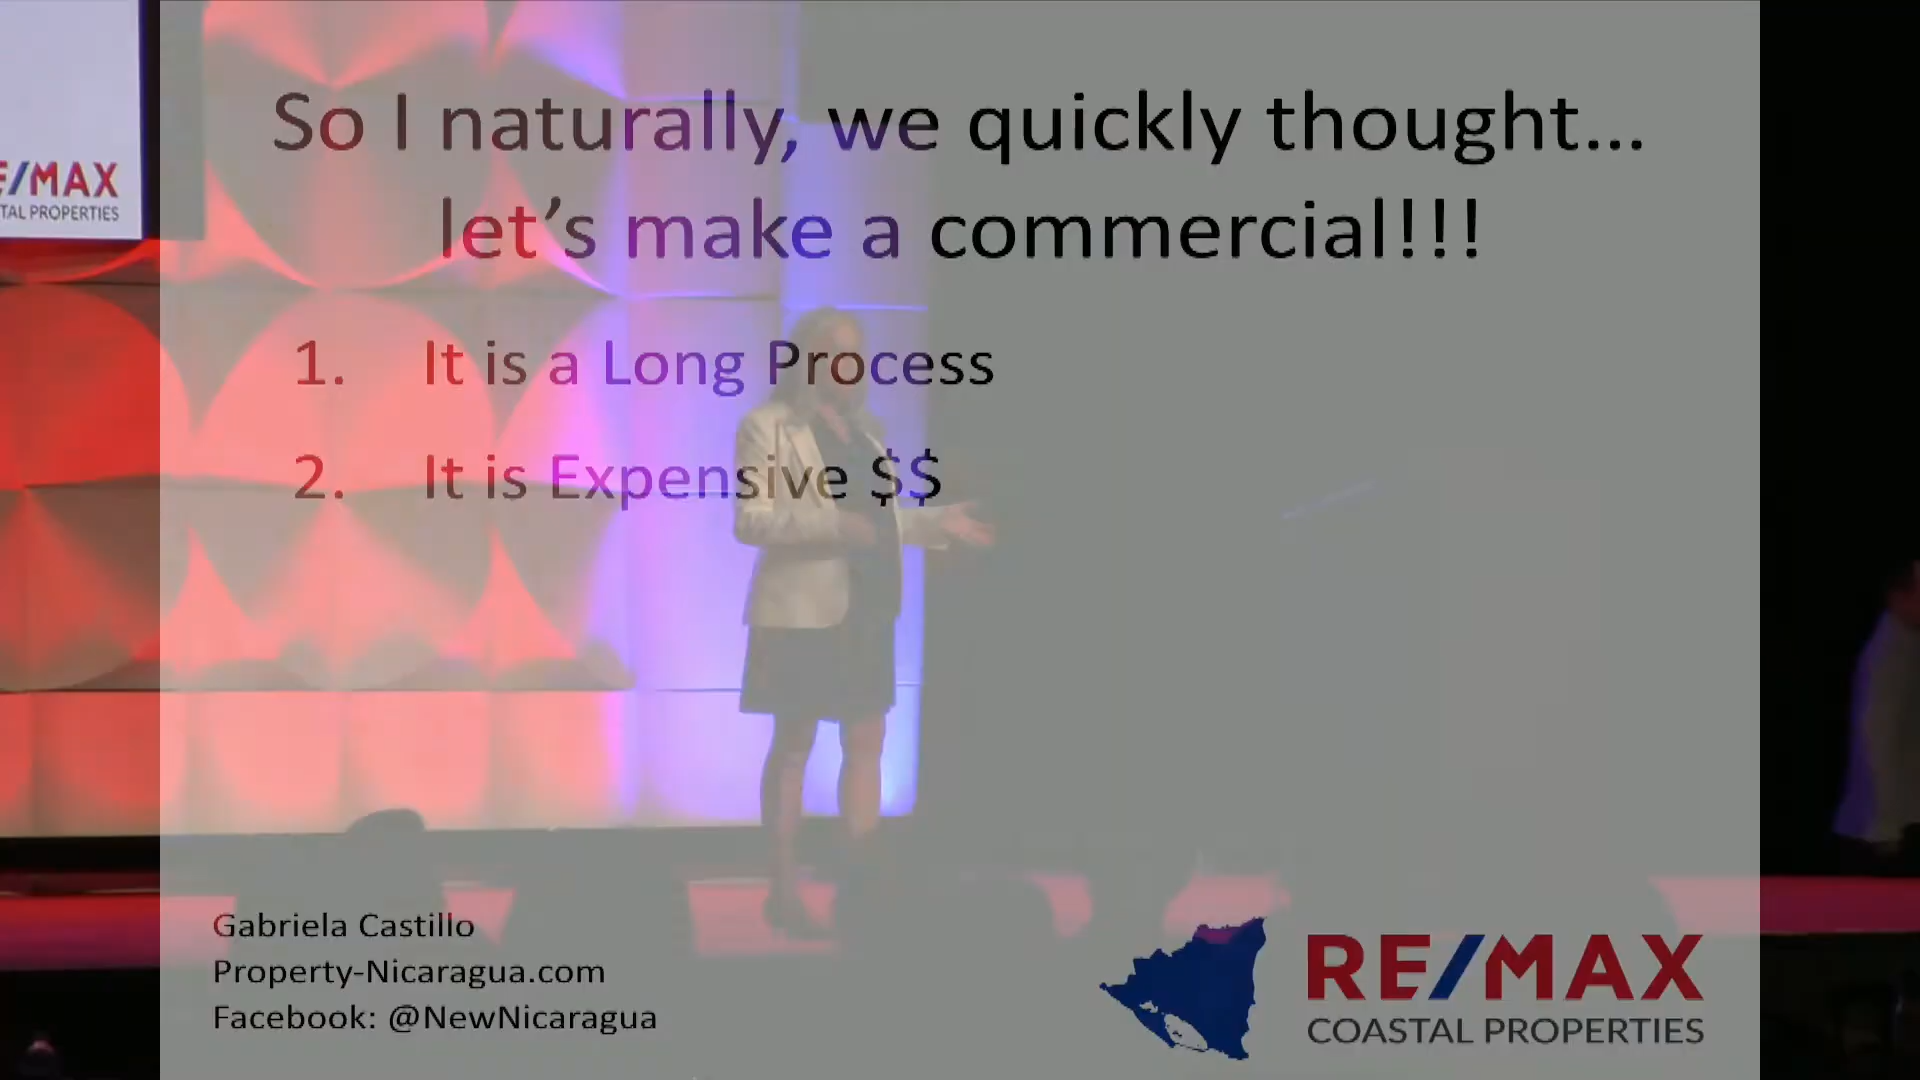 So I naturally, we quickly thought...
let's make a commercial!!!
1. It is a Long Process
2. It is Expensive $$
Gabriela Castillo
Property-Nicaragua.com
Facebook: @NewNicaragua
RE/MAX
COASTAL PROPERTIES
E/MAX
TAL PROPERTIES